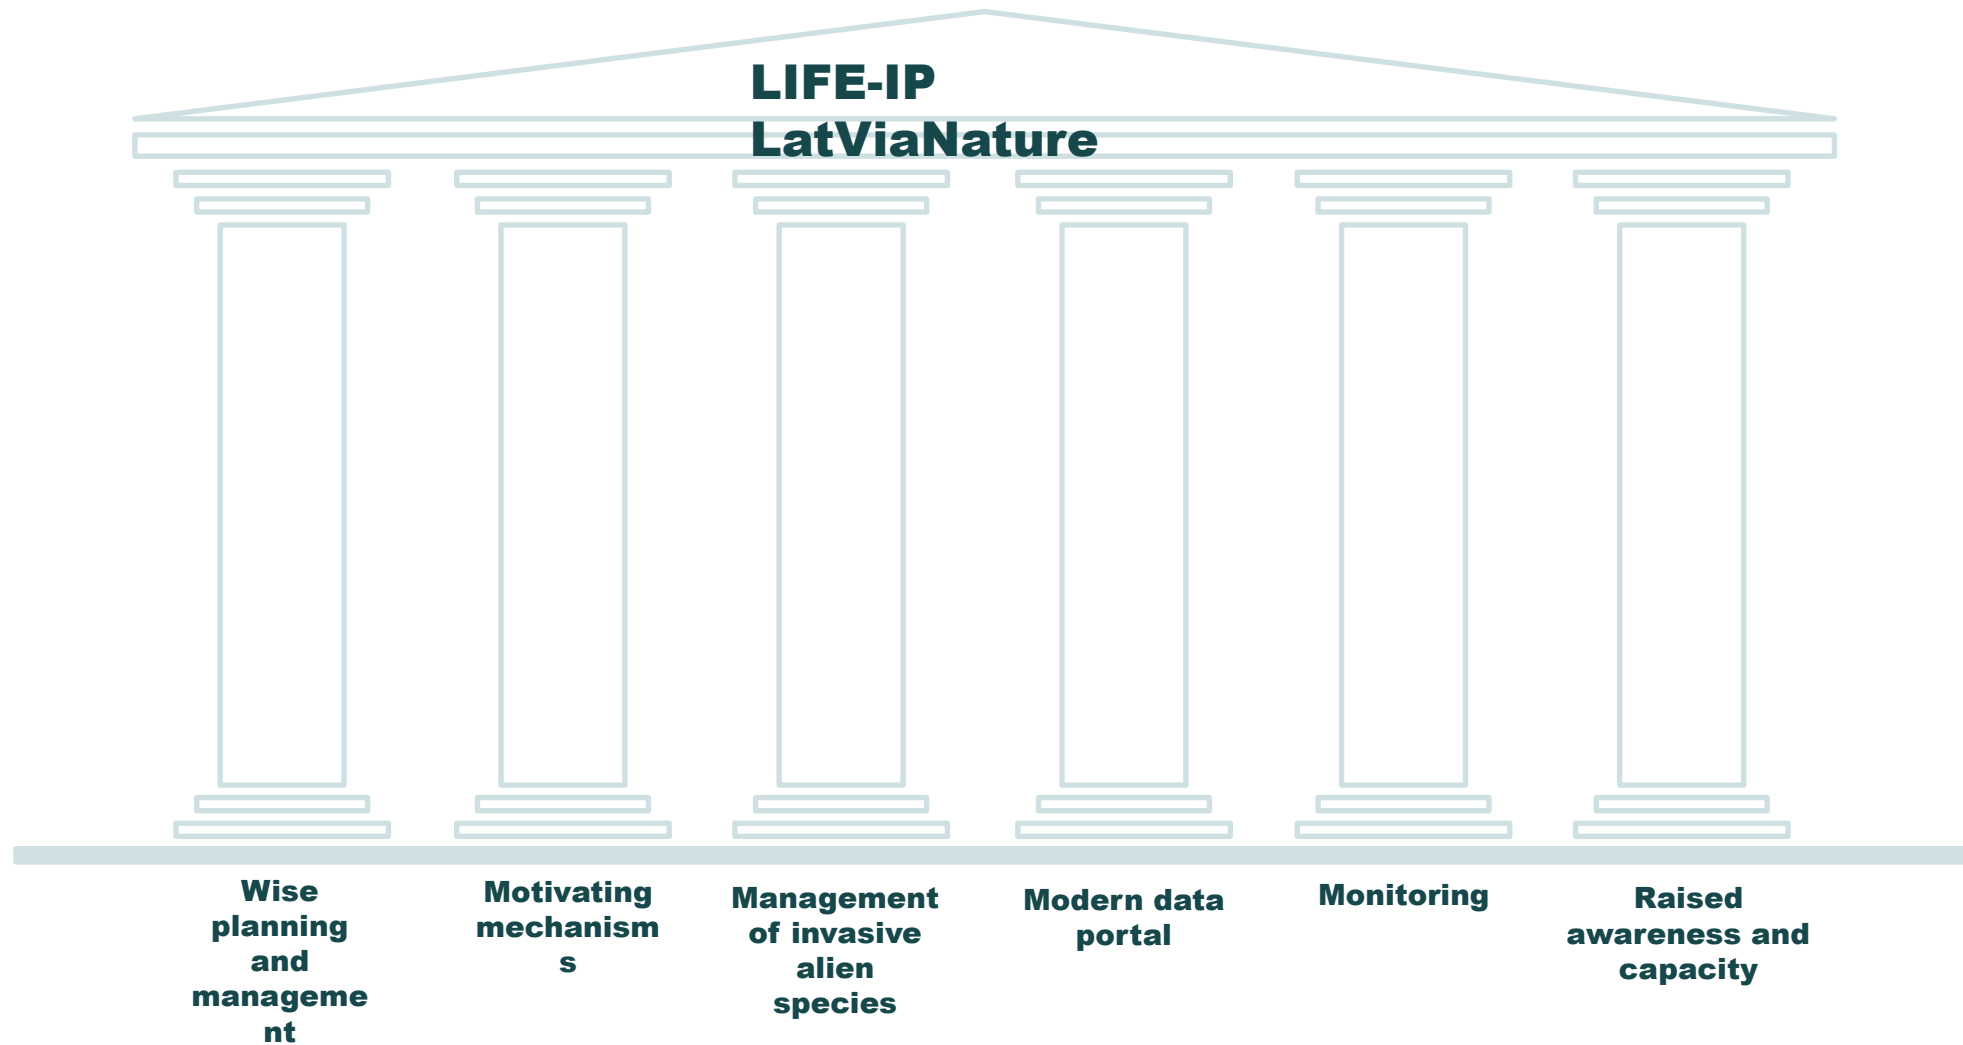 LIFE-IP
LatViaNature
Wise
planning
and
manageme
nt
Motivating
mechanism
s
Management
of invasive
alien
species
Modern data
portal
Monitoring
Raised
awareness and
capacity